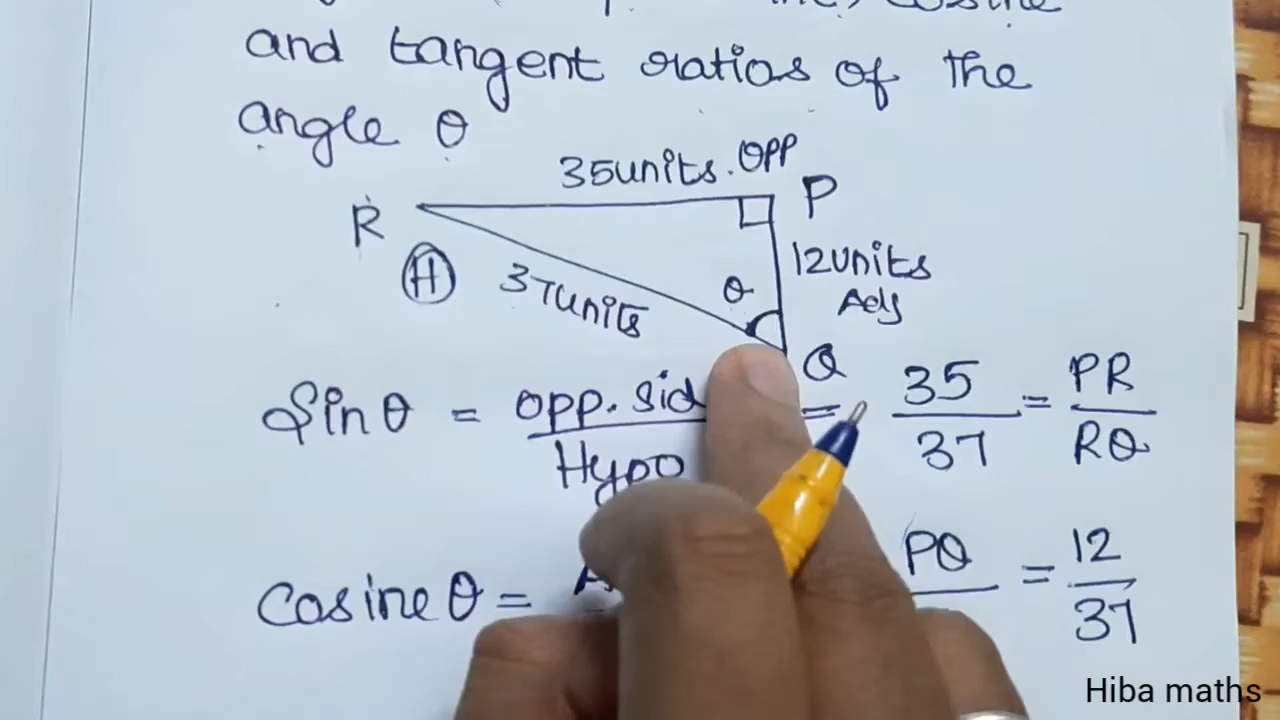 and tangent ratios of the
angle θ
35units. opp
R
P
H
37units
θ
12units
Adj
Q
Sinθ = opp. sid = 35/37 = PR/RQ
Hypo
cosine θ = PQ = 12/37
Hiba maths